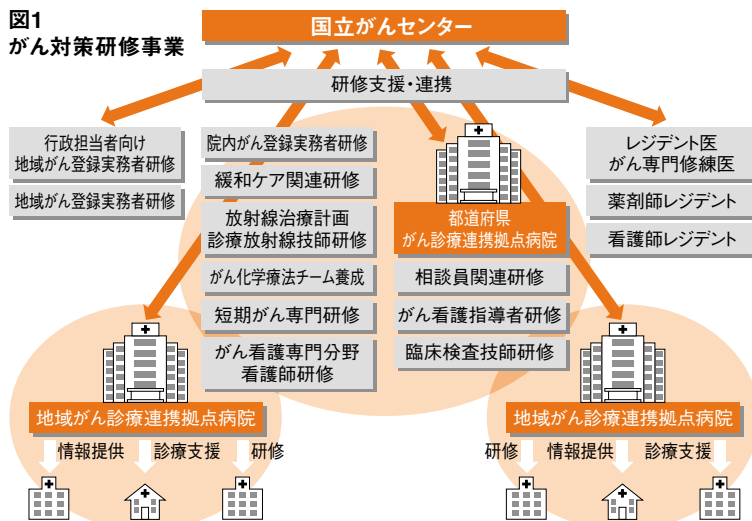 図1
がん対策研修事業
国立がんセンター
研修支援・連携
行政担当者向け
地域がん登録実務者研修
地域がん登録実務者研修
院内がん登録実務者研修
緩和ケア関連研修
放射線治療計画
診療放射線技師研修
がん化学療法チーム養成
短期がん専門研修
がん看護専門分野
看護師研修
都道府県
がん診療連携拠点病院
相談員関連研修
がん看護指導者研修
臨床検査技師研修
レジデント医
がん専門修練医
薬剤師レジデント
看護師レジデント
地域がん診療連携拠点病院
情報提供
診療支援
研修
地域がん診療連携拠点病院
研修
情報提供
診療支援